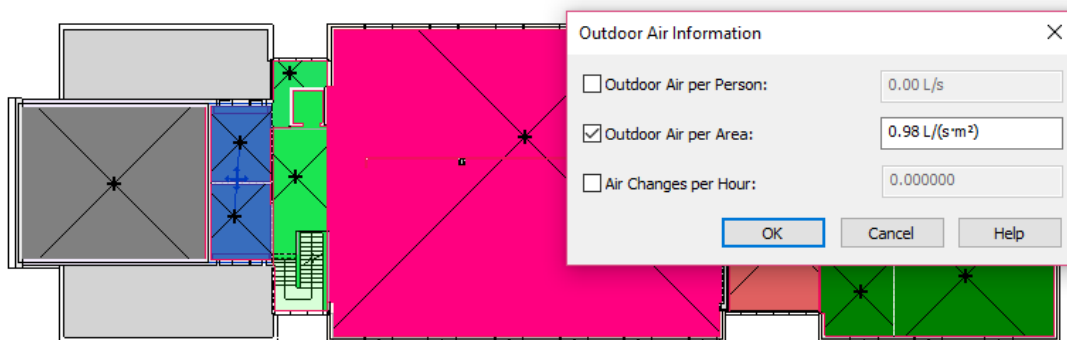 Outdoor Air Information
Outdoor Air per Person: 0.00 L/s
Outdoor Air per Area: 0.98 L/(s·m²)
Air Changes per Hour: 0.000000
OK Cancel Help